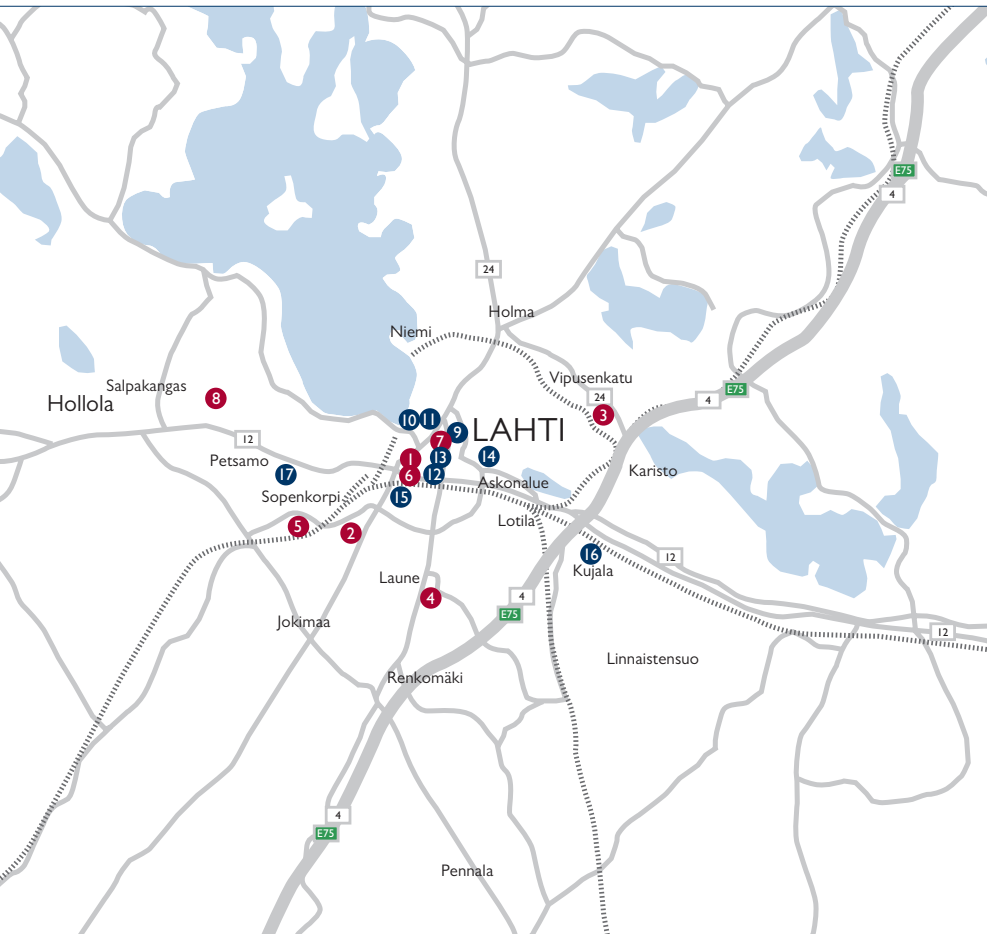 E75
4
24
Holma
Niemi
Vipusenkatu
Salpakangas
8
Hollola
24
3
E75
4
10
11
9
LAHTI
7
12
Petsamo
1
13
14
17
6
12
Askonalue
Karisto
Sopenkorpi
15
5
2
Lotila
16
Kujala
12
Laune
4
4
E75
Jokimaa
12
Linnaistensuo
Renkomäki
4
E75
Pennala